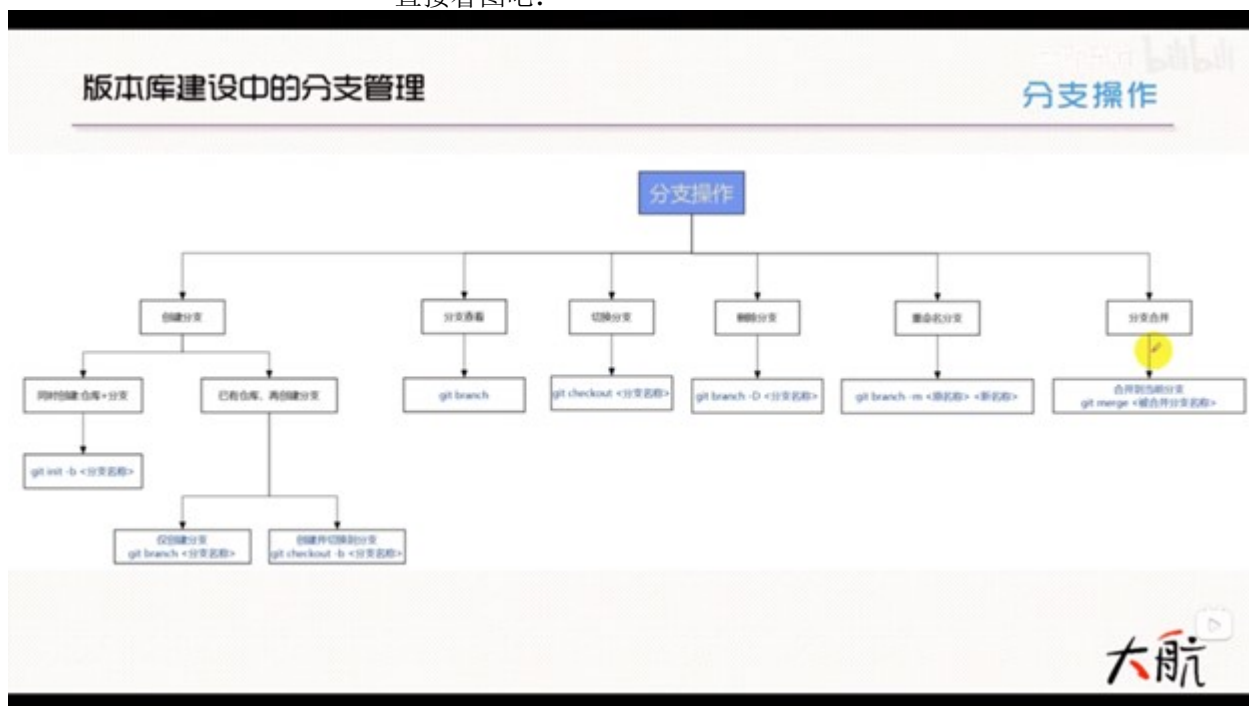 直接看图吧：
版本库建设中的分支管理
bilibili
分支操作
分支操作
创建分支
分支查看
切换分支
删除分支
重命名分支
分支合并
同时创建仓库+分支
已有仓库、再创建分支
git branch
git checkout <分支名称>
git branch -D <分支名称>
git branch -m <原名称> <新名称>
合并到当前分支
git merge <被合并分支名称>
git init -b <分支名称>
仅创建分支
git branch <分支名称>
创建并切换到分支
git checkout -b <分支名称>
大航